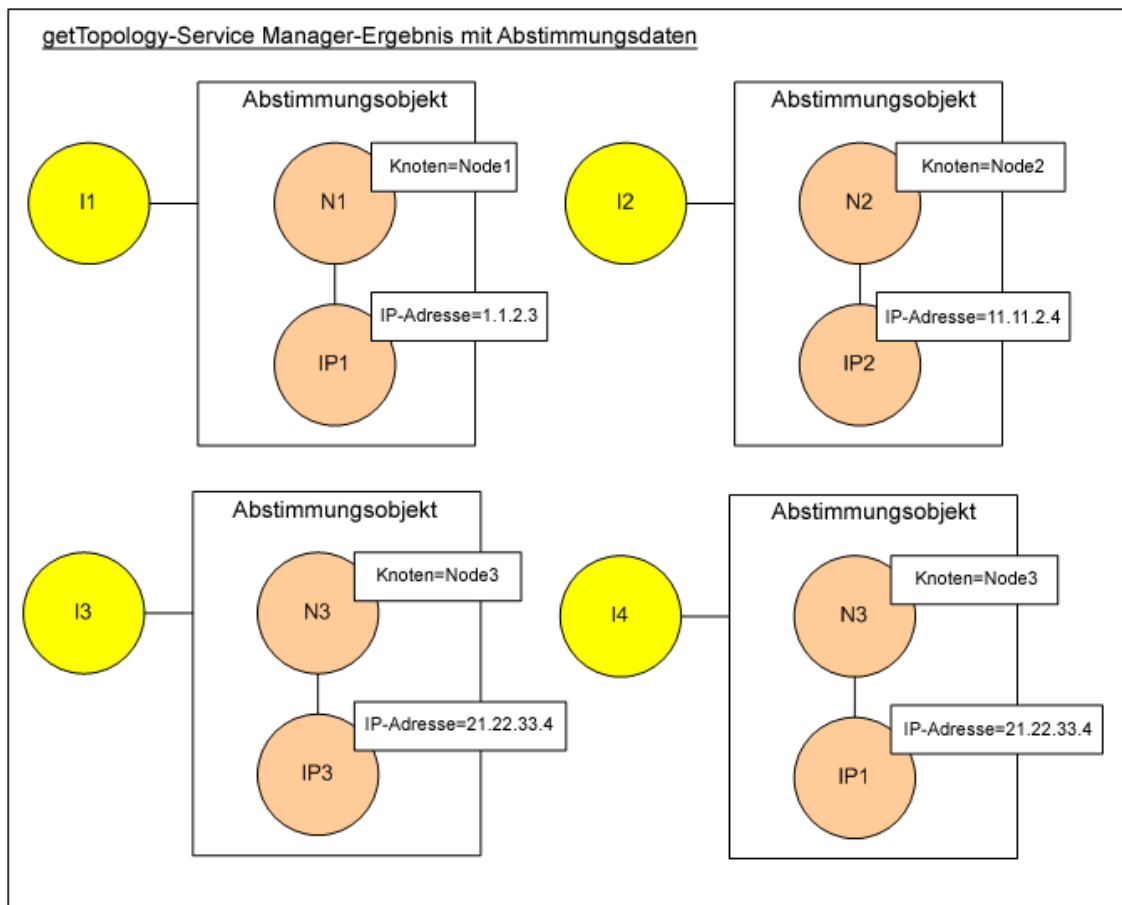 getTopology-Service Manager-Ergebnis mit Abstimmungsdaten
Abstimmungsobjekt
I1
N1
Knoten=Node1
IP-Adresse=1.1.2.3
IP1
Abstimmungsobjekt
I2
N2
Knoten=Node2
IP-Adresse=11.11.2.4
IP2
Abstimmungsobjekt
I3
N3
Knoten=Node3
IP-Adresse=21.22.33.4
IP3
Abstimmungsobjekt
I4
N3
Knoten=Node3
IP-Adresse=21.22.33.4
IP1